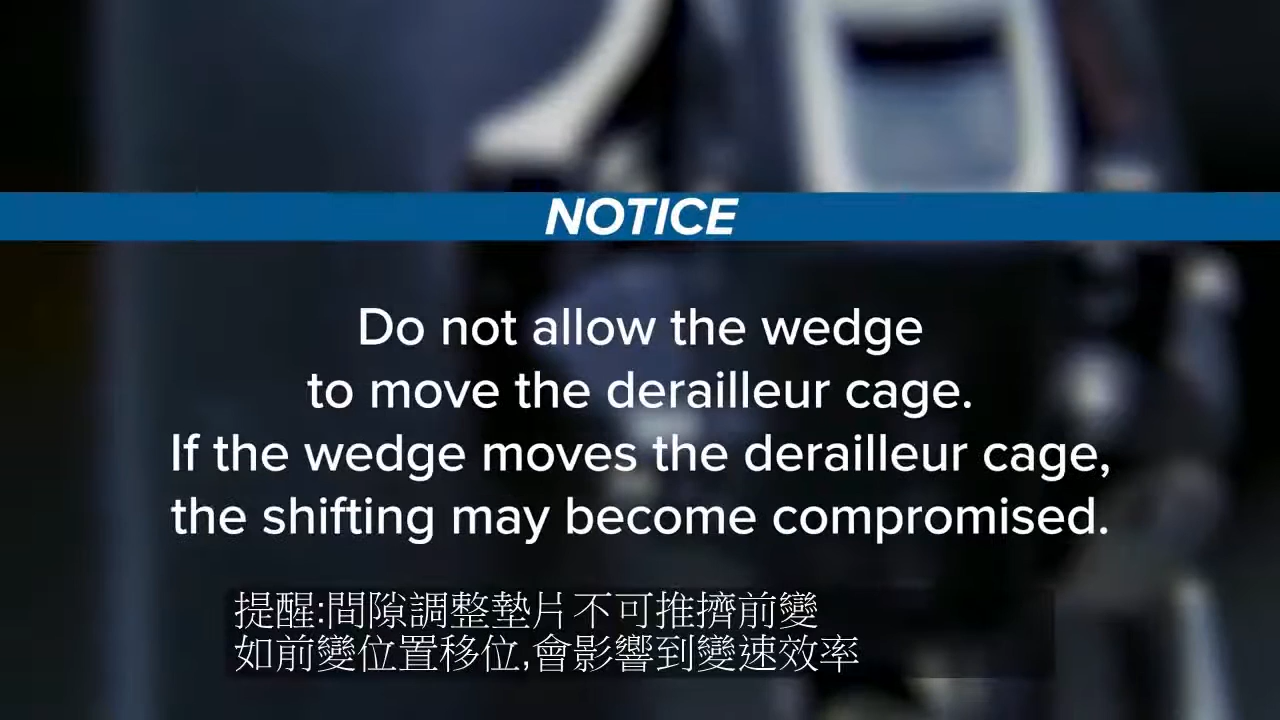 NOTICE
Do not allow the wedge
to move the derailleur cage.
If the wedge moves the derailleur cage,
the shifting may become compromised.
提醒:間隙調整墊片不可推擠前變
如前變位置移位,會影響到變速效率